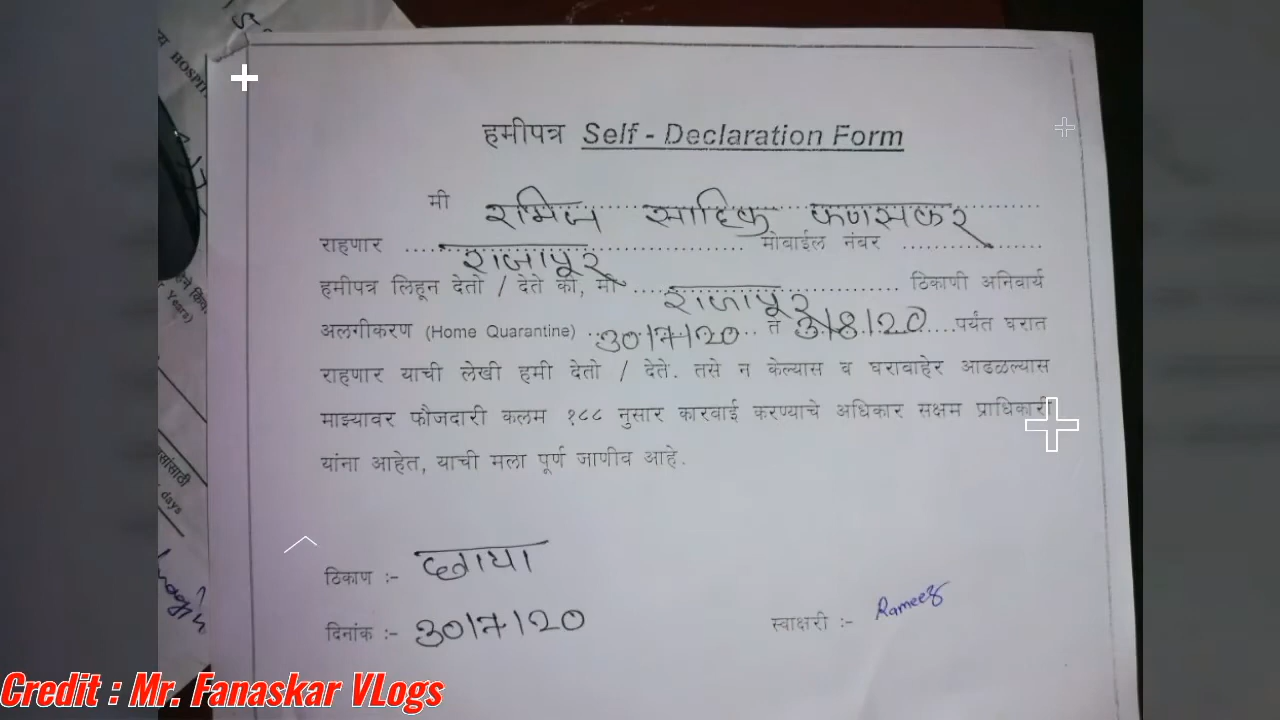 HOSPI
हमीपत्र Self - Declaration Form
मी रमिज साहिक फणसकर
राहणार राजापूर मोबाईल नंबर
हमीपत्र लिहून देतो / देते की, मी राजापूर ठिकाणी अनिवार्य
अलगीकरण (Home Quarantine) 30/7/20 ते 3/8/20 पर्यंत घरात
राहणार याची लेखी हमी देतो / देते. तसे न केल्यास व घराबाहेर आढळल्यास
माझ्यावर फौजदारी कलम १८८ नुसार कारवाई करण्याचे अधिकार सक्षम प्राधिकारी
यांना आहेत, याची मला पूर्ण जाणीव आहे.
days
ठिकाण :- छाया
दिनांक :- 30/7/20
स्वाक्षरी :- Rameez
Credit : Mr. Fanaskar VLogs